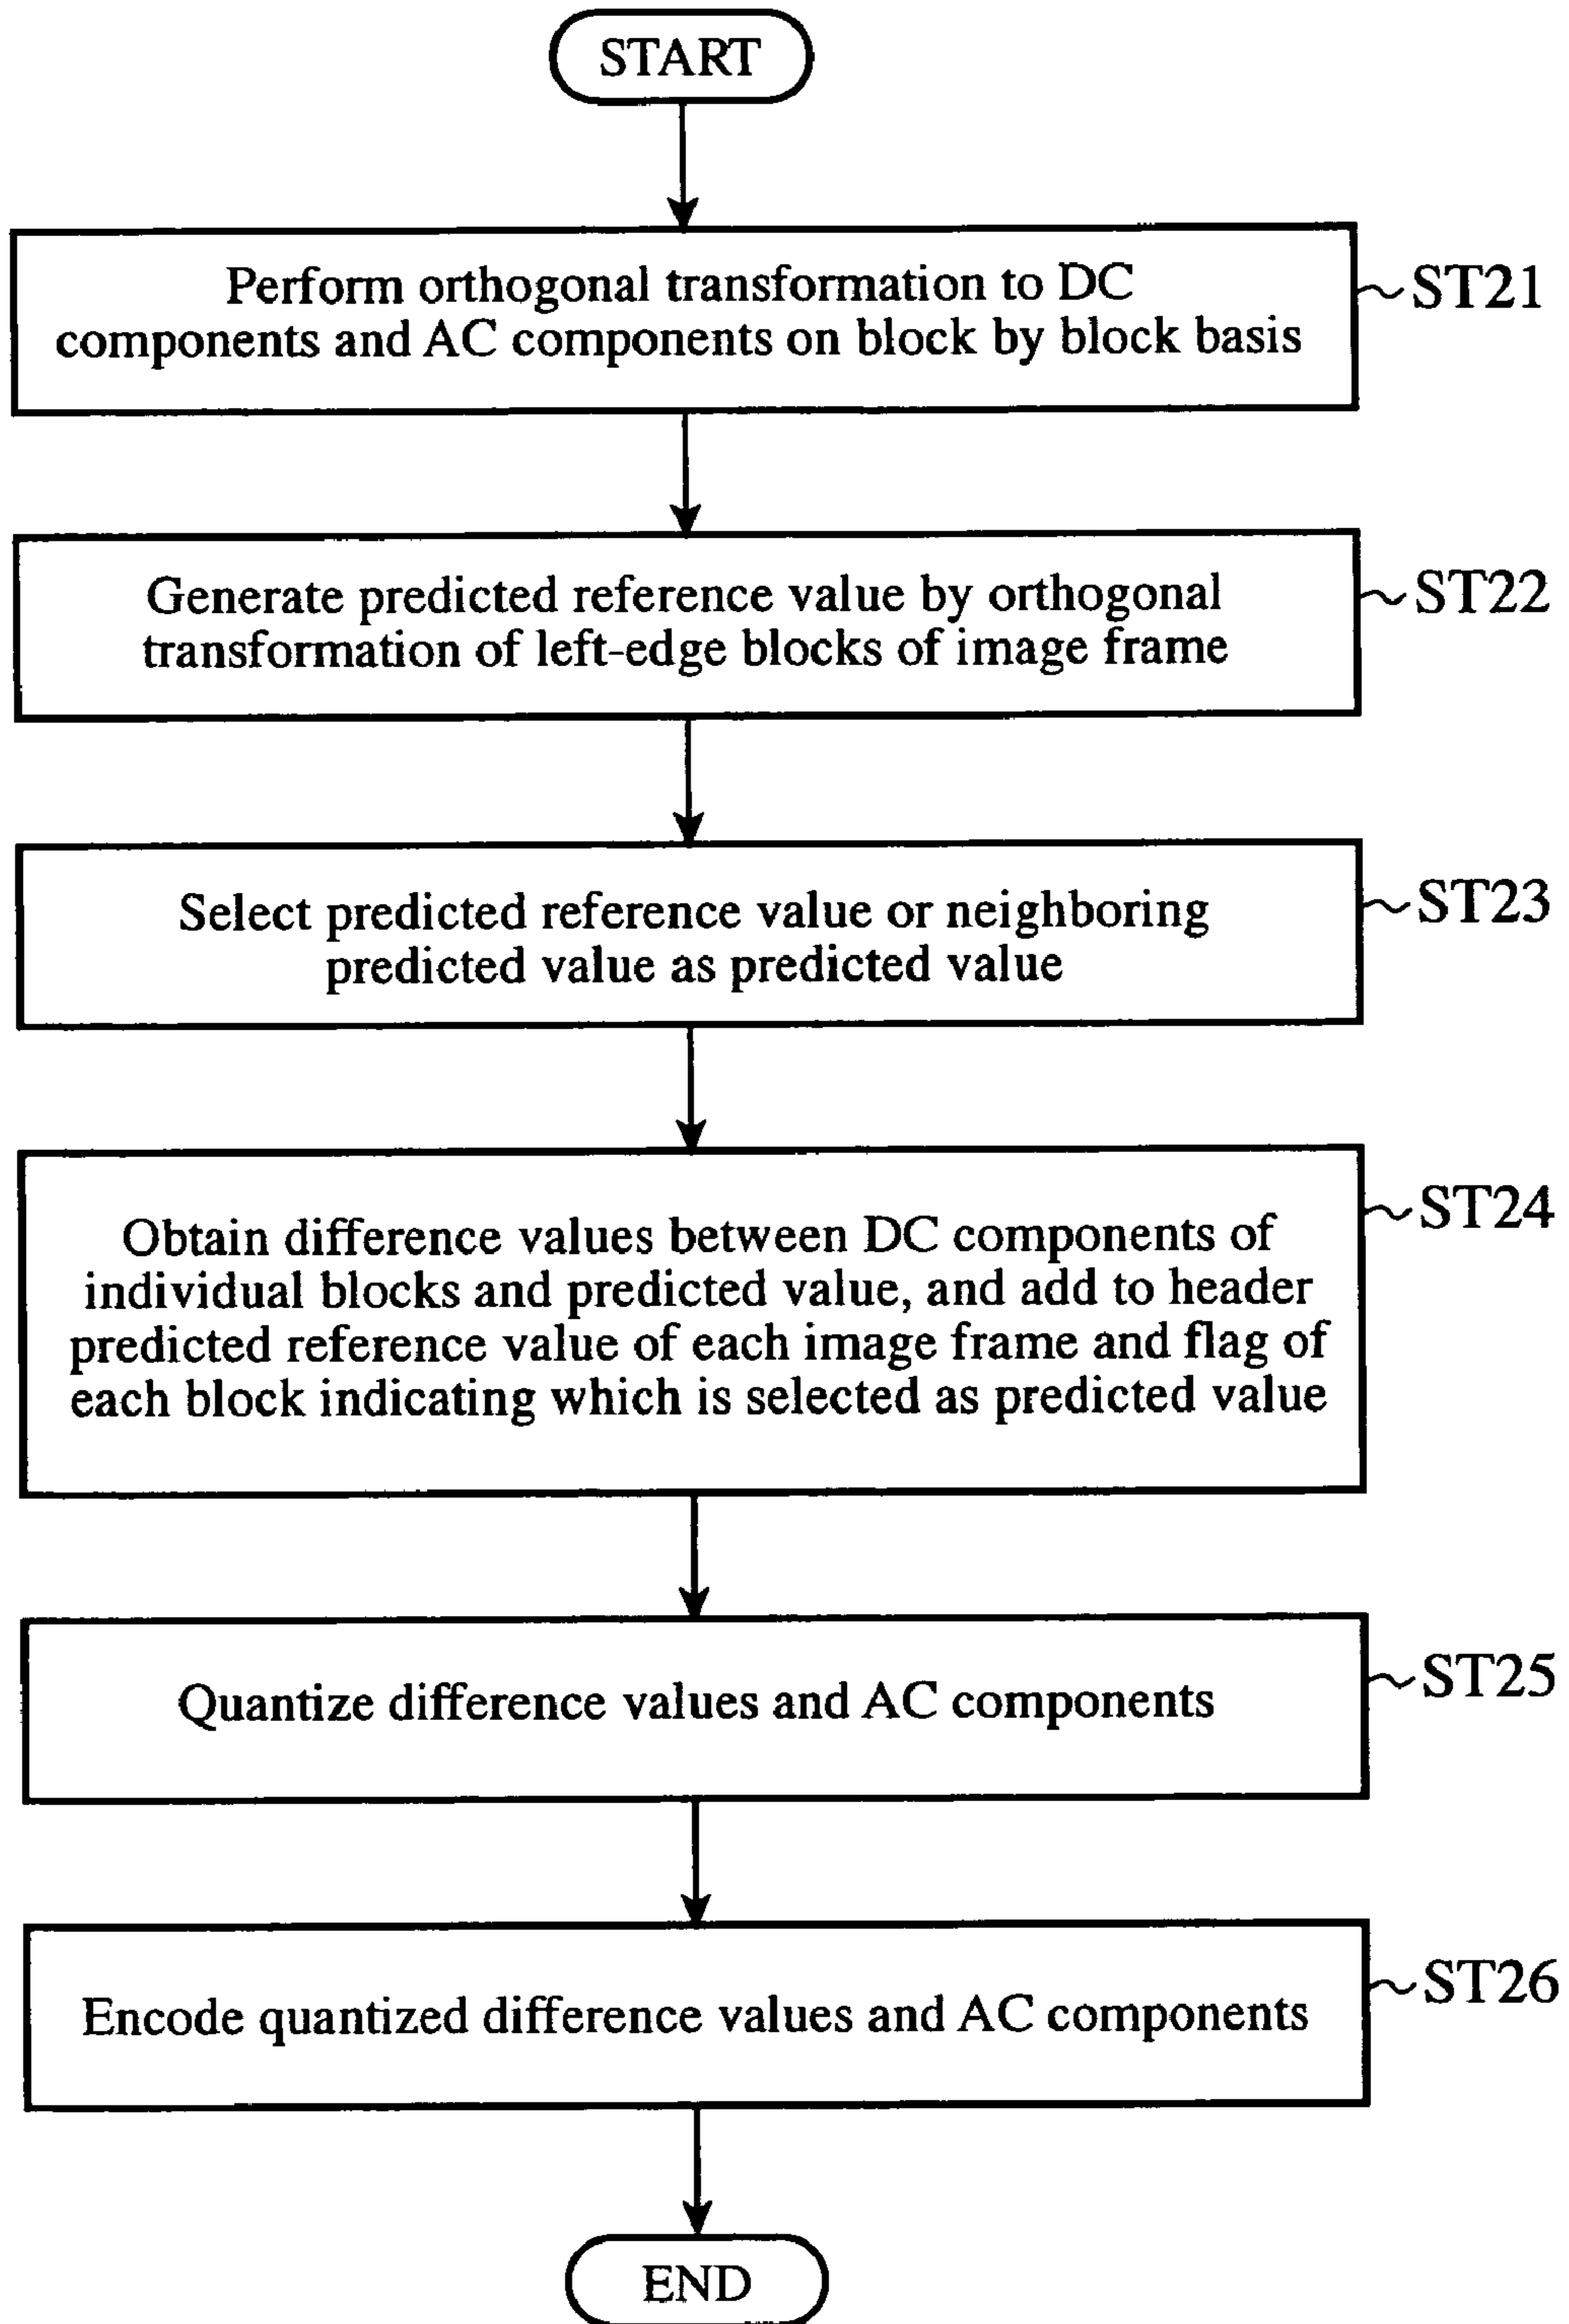 START
Perform orthogonal transformation to DC
components and AC components on block by block basis
ST21
Generate predicted reference value by orthogonal
transformation of left-edge blocks of image frame
ST22
Select predicted reference value or neighboring
predicted value as predicted value
ST23
Obtain difference values between DC components of
individual blocks and predicted value, and add to header
predicted reference value of each image frame and flag of
each block indicating which is selected as predicted value
ST24
Quantize difference values and AC components
ST25
Encode quantized difference values and AC components
ST26
END